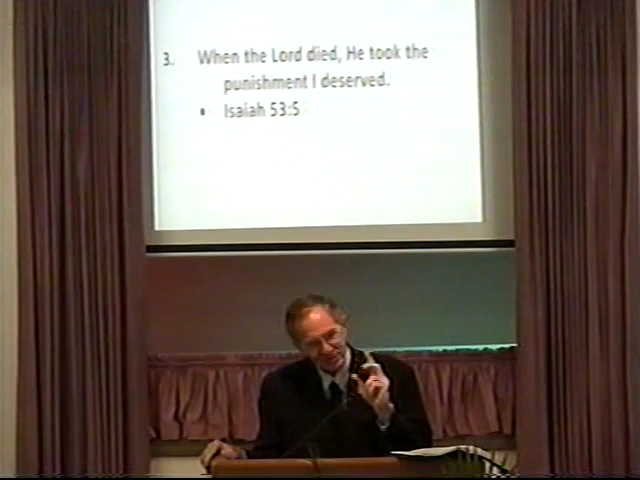 3. When the Lord died, He took the
punishment I deserved.
▪ Isaiah 53:5